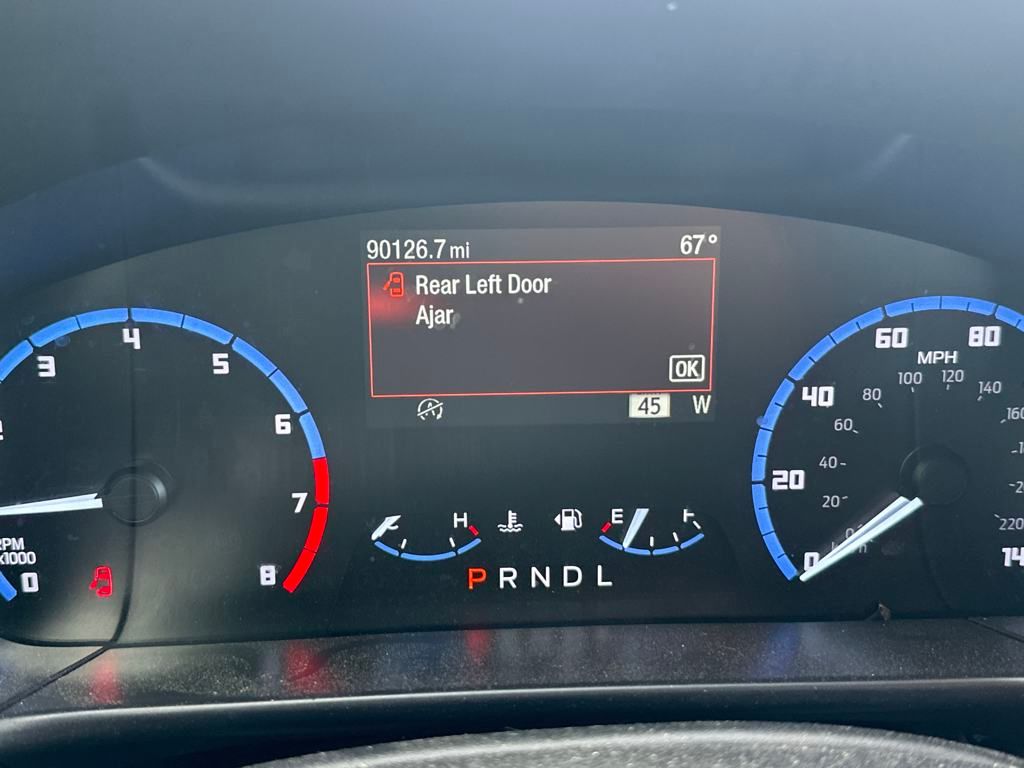 90126.7 mi 67°
Rear Left Door
Ajar
OK
A
45 W
3 4 5 6 7 8
RPM
x1000
0
H
E F
P R N D L
0 20 40 60 80
MPH
20 40 60 80 100 120 140
220